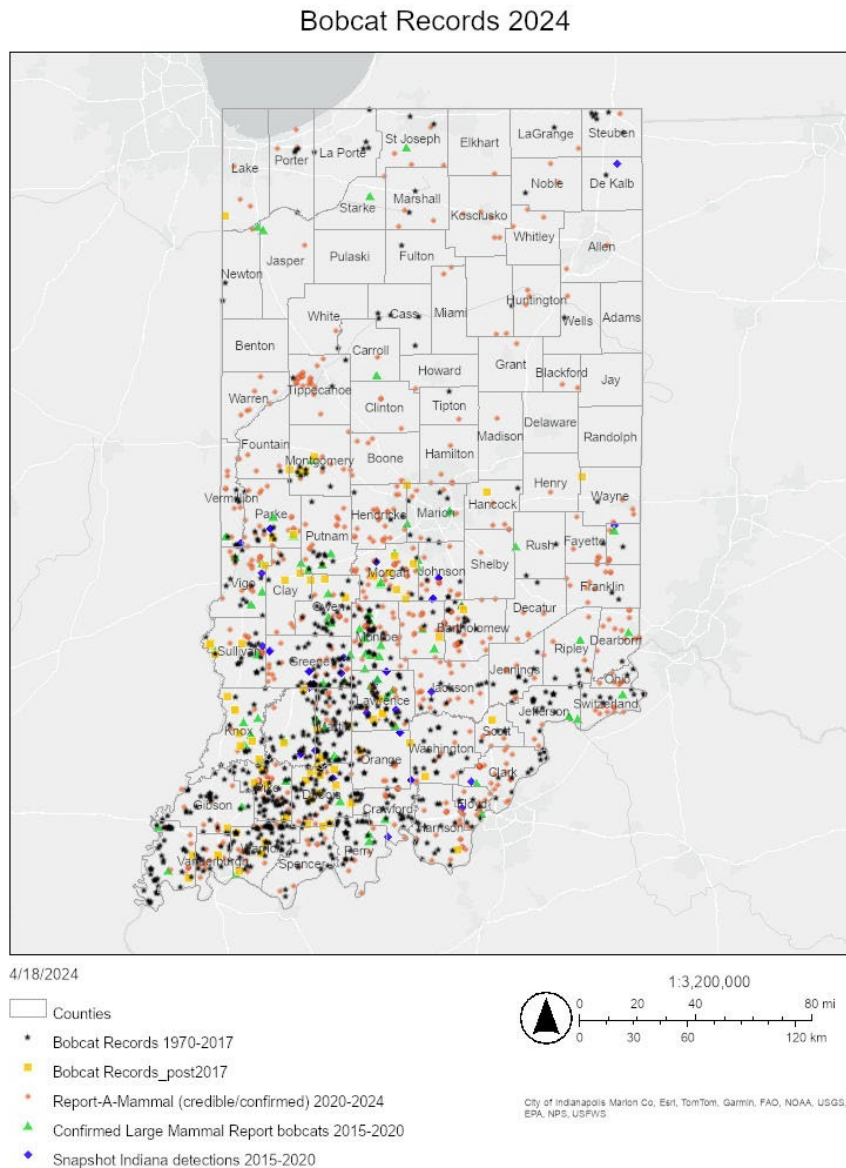 Bobcat Records 2024
St Joseph
Elkhart
LaGrange
Steuben
Porter
La Porte
Lake
Noble
De Kalb
Marshall
Starke
Kosciusko
Whitley
Allen
Jasper
Pulaski
Fulton
Newton
Huntington
Miami
Wells
Adams
White
Cass
Benton
Carroll
Howard
Grant
Blackford
Jay
Tippecanoe
Warren
Clinton
Tipton
Delaware
Madison
Randolph
Fountain
Montgomery
Boone
Hamilton
Henry
Vermillion
Hancock
Wayne
Parke
Hendricks
Marion
Putnam
Rush
Fayette
Shelby
Morgan
Johnson
Vigo
Clay
Franklin
Owen
Decatur
Bartholomew
Monroe
Dearborn
Ripley
Sullivan
Greene
Jennings
Ohio
Jackson
Lawrence
Switzerland
Jefferson
Knox
Martin
Scott
Washington
Orange
Clark
Daviess
Pike
Dubois
Gibson
Crawford
Floyd
Harrison
Vanderburgh
Warrick
Perry
Spencer
4/18/2024
1:3,200,000
0 20 40 80 mi
0 30 60 120 km
Counties
Bobcat Records 1970-2017
Bobcat Records_post2017
Report-A-Mammal (credible/confirmed) 2020-2024
Confirmed Large Mammal Report bobcats 2015-2020
Snapshot Indiana detections 2015-2020
City of Indianapolis Marion Co, Esri, TomTom, Garmin, FAO, NOAA, USGS,
EPA, NPS, USFWS